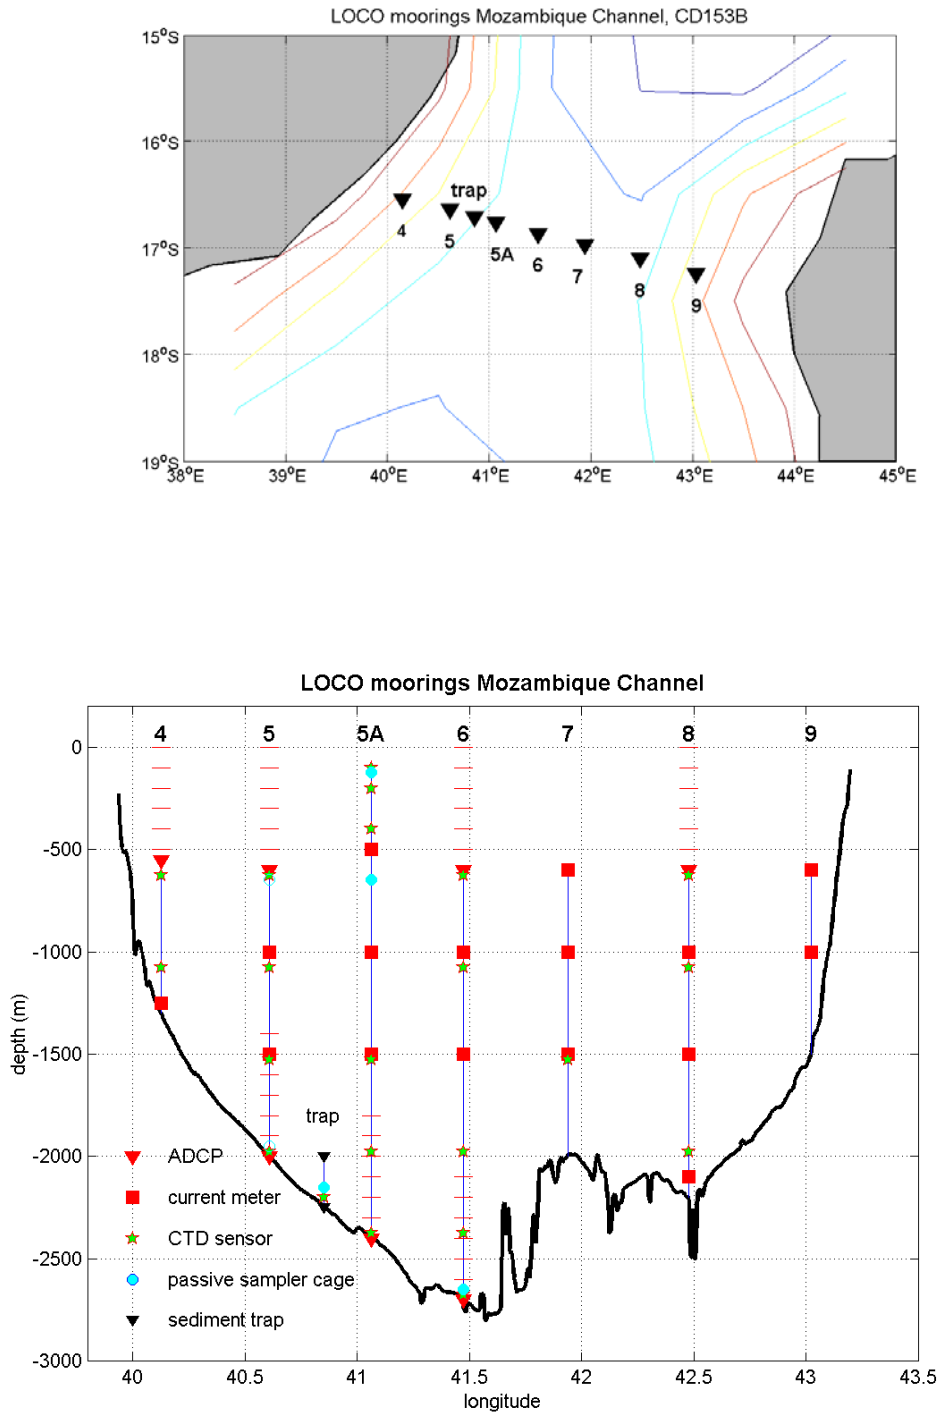 LOCO moorings Mozambique Channel, CD153B
15°S
16°S
17°S
18°S
19°S
trap
4
5
5A
6
7
8
9
38°E 39°E 40°E 41°E 42°E 43°E 44°E 45°E
LOCO moorings Mozambique Channel
4 5 5A 6 7 8 9
0
-500
-1000
-1500
-2000
-2500
-3000
depth (m)
trap
ADCP
current meter
CTD sensor
passive sampler cage
sediment trap
40 40.5 41 41.5 42 42.5 43 43.5
longitude